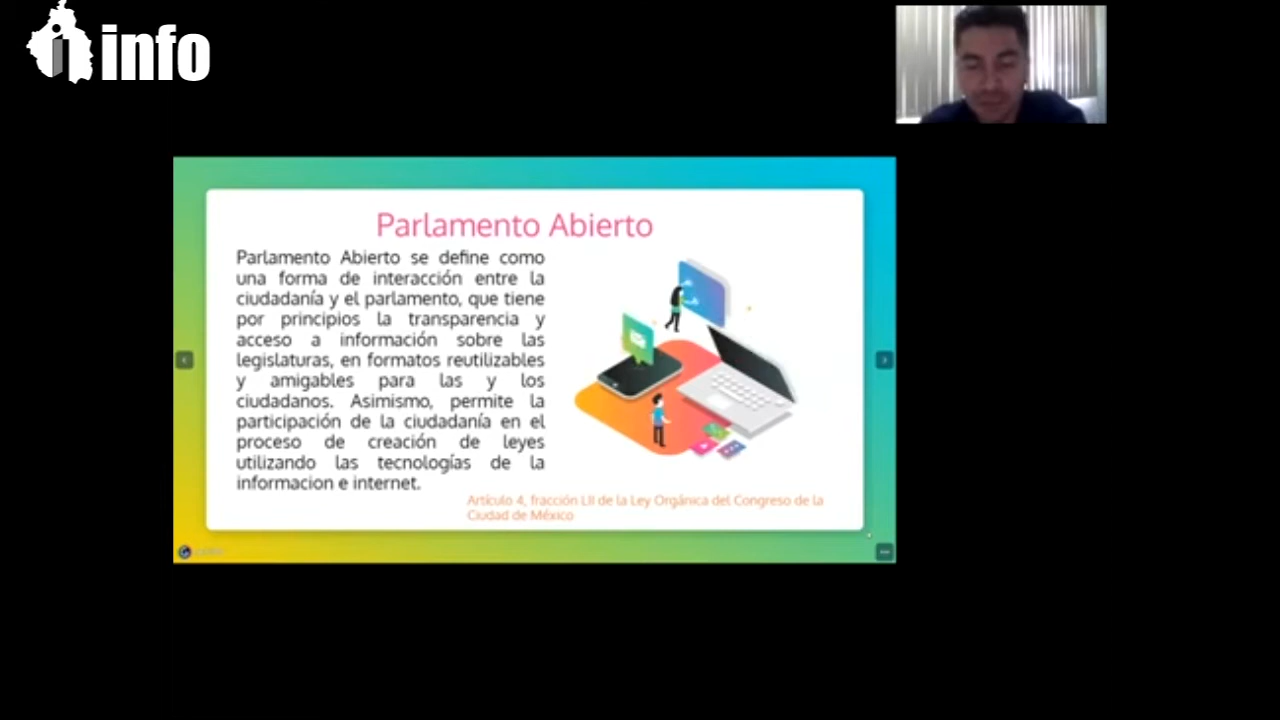 info
Parlamento Abierto
Parlamento Abierto se define como
una forma de interacción entre la
ciudadanía y el parlamento, que tiene
por principios la transparencia y
acceso a información sobre las
legislaturas, en formatos reutilizables
y amigables para las y los
ciudadanos. Asimismo, permite la
participación de la ciudadanía en el
proceso de creación de leyes
utilizando las tecnologías de la
informacion e internet.
Artículo 4, fracción LII de la Ley Orgánica del Congreso de la
Ciudad de México